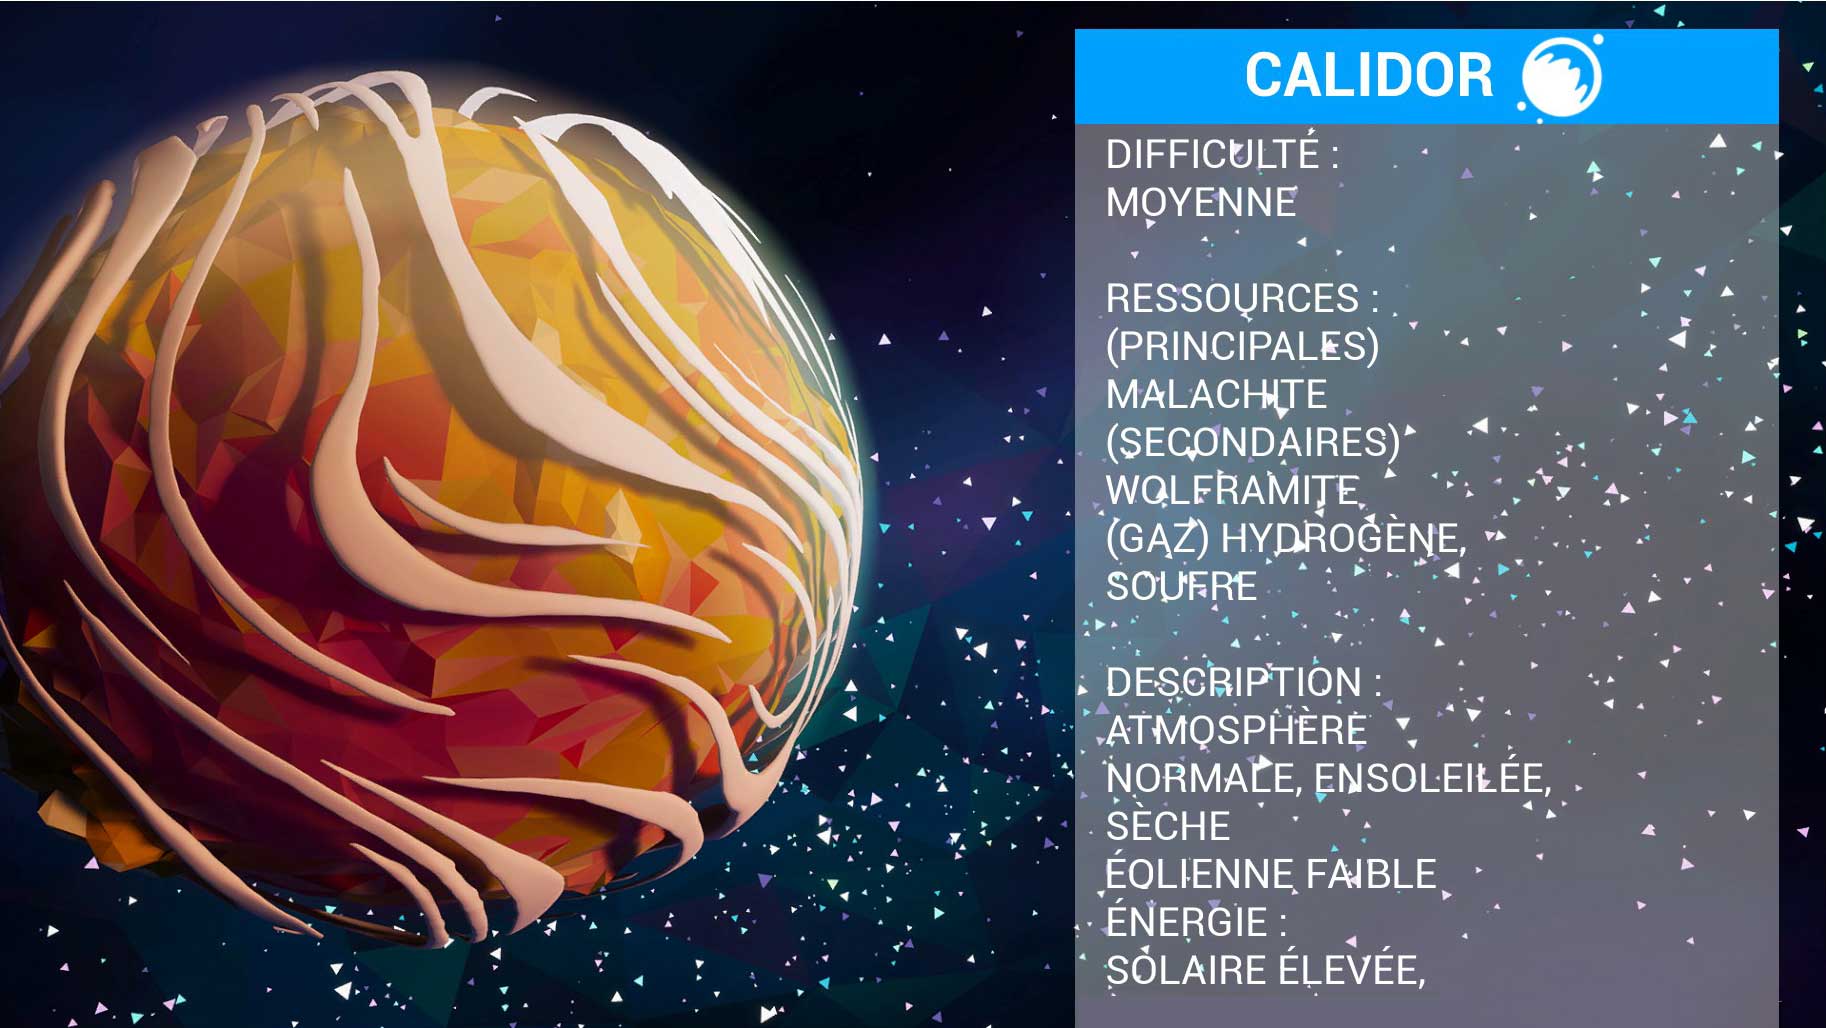 CALIDOR
DIFFICULTÉ :
MOYENNE
RESSOURCES :
(PRINCIPALES)
MALACHITE
(SECONDAIRES)
WOLFRAMITE
(GAZ) HYDROGÈNE,
SOUFRE
DESCRIPTION :
ATMOSPHÈRE
NORMALE, ENSOLEILÉE,
SÈCHE
ÉOLIENNE FAIBLE
ÉNERGIE :
SOLAIRE ÉLEVÉE,